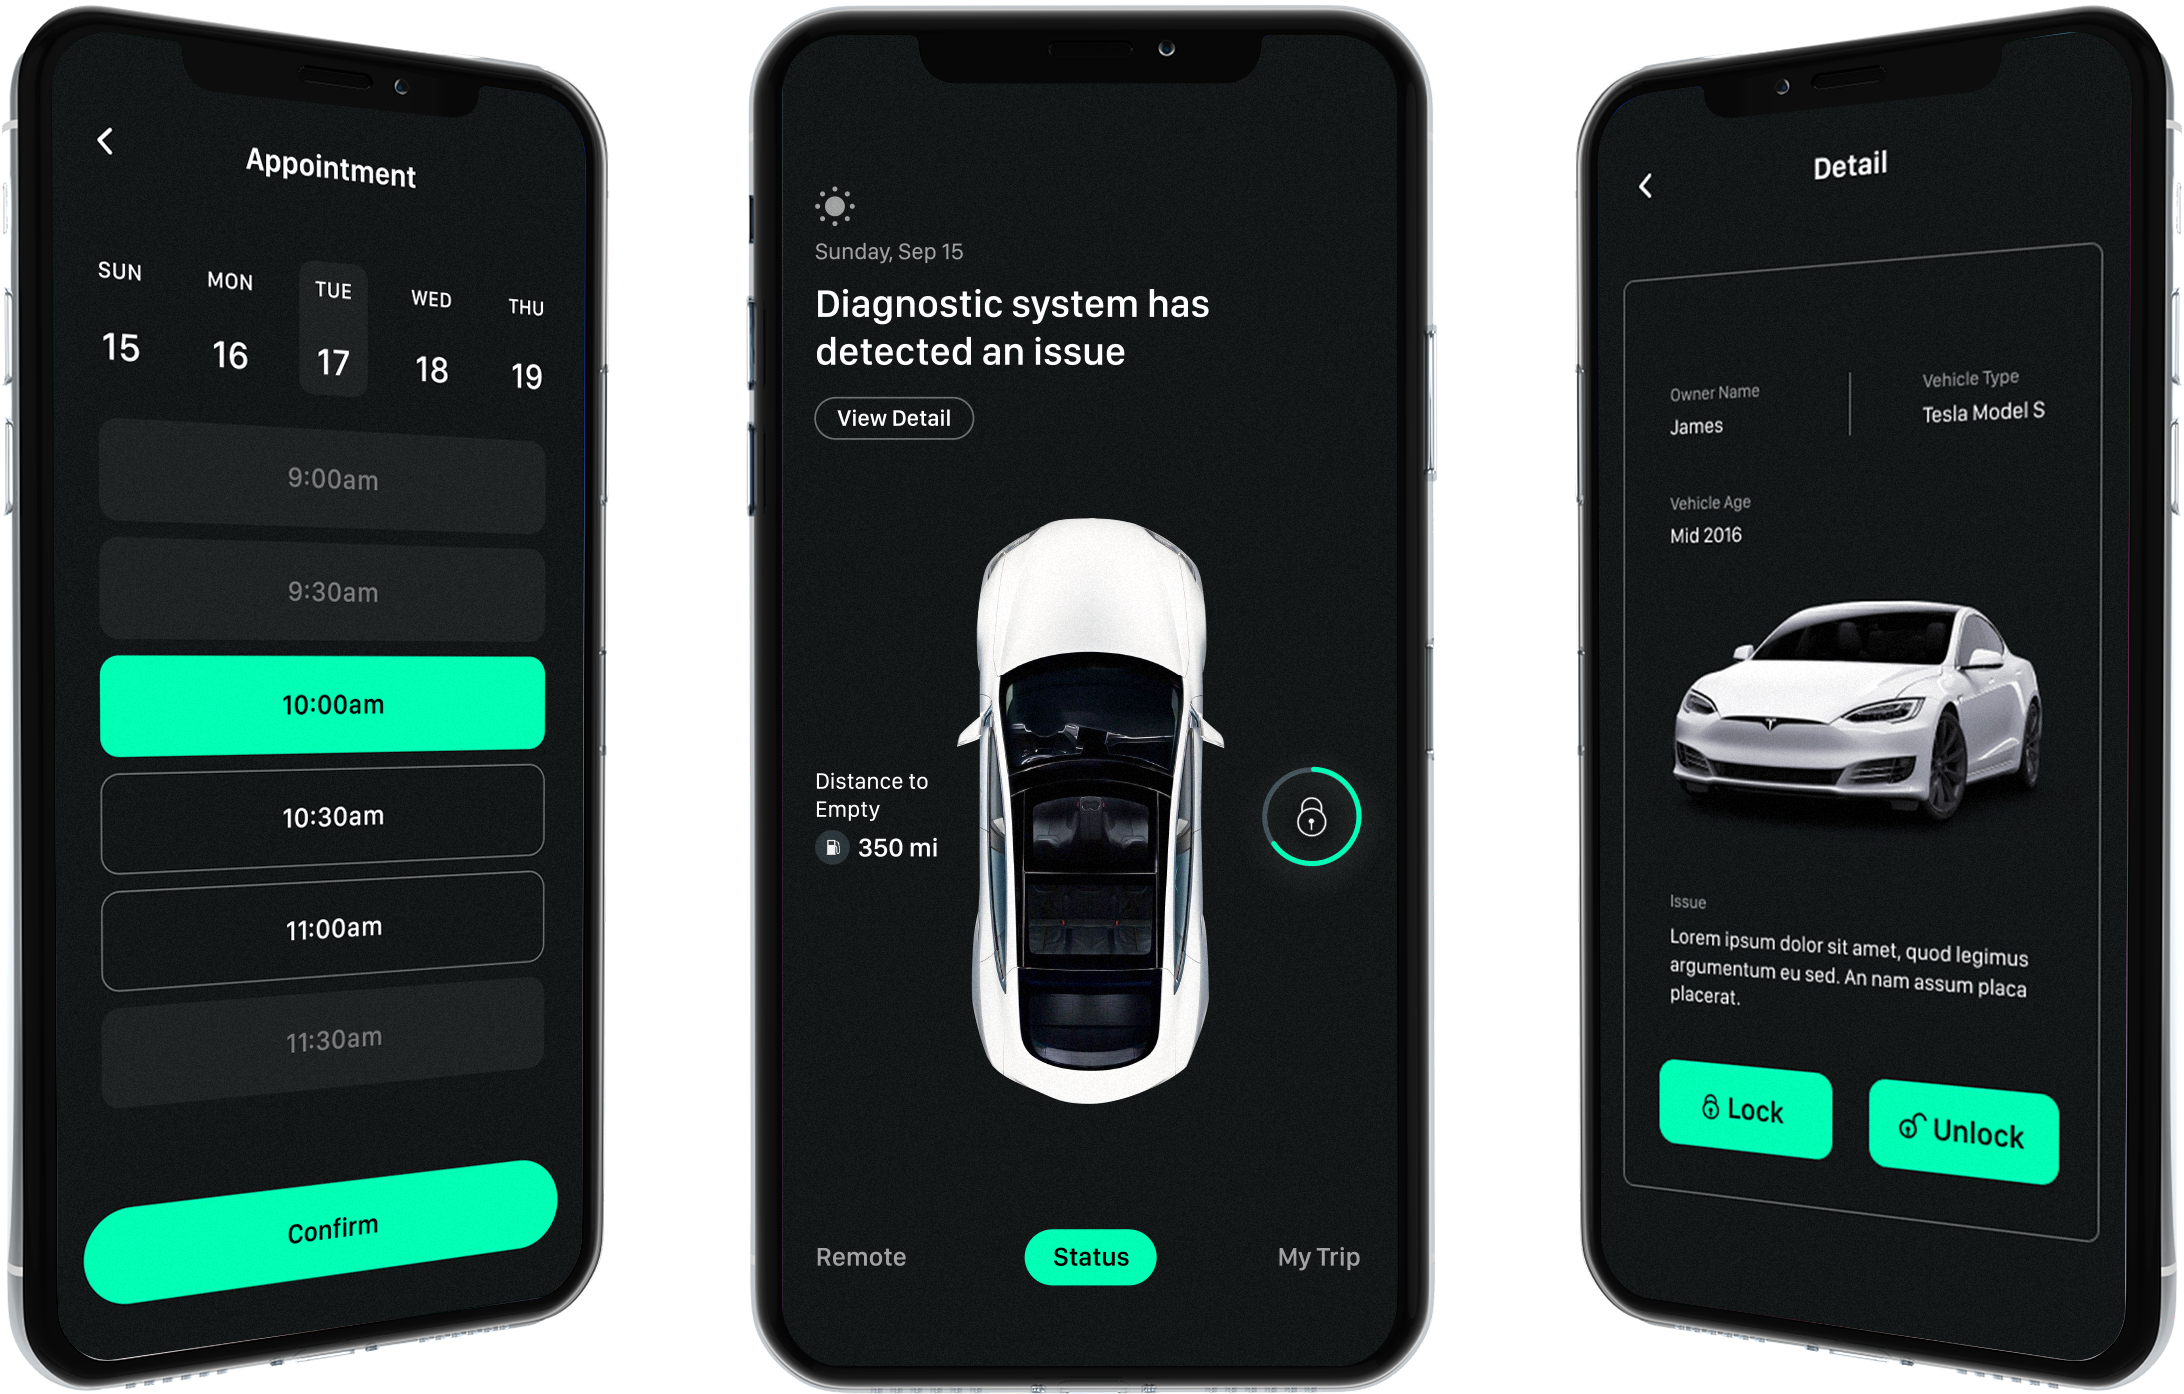 Appointment
SUN MON TUE WED THU
15 16 17 18 19
9:00am
9:30am
10:00am
10:30am
11:00am
11:30am
Confirm
Sunday, Sep 15
Diagnostic system has
detected an issue
View Detail
Distance to
Empty
350 mi
Remote Status My Trip
Detail
Owner Name
James
Vehicle Type
Tesla Model S
Vehicle Age
Mid 2016
Issue
Lorem ipsum dolor sit amet, quod legimus
argumentum eu sed. An nam assum placa
placerat.
Lock Unlock